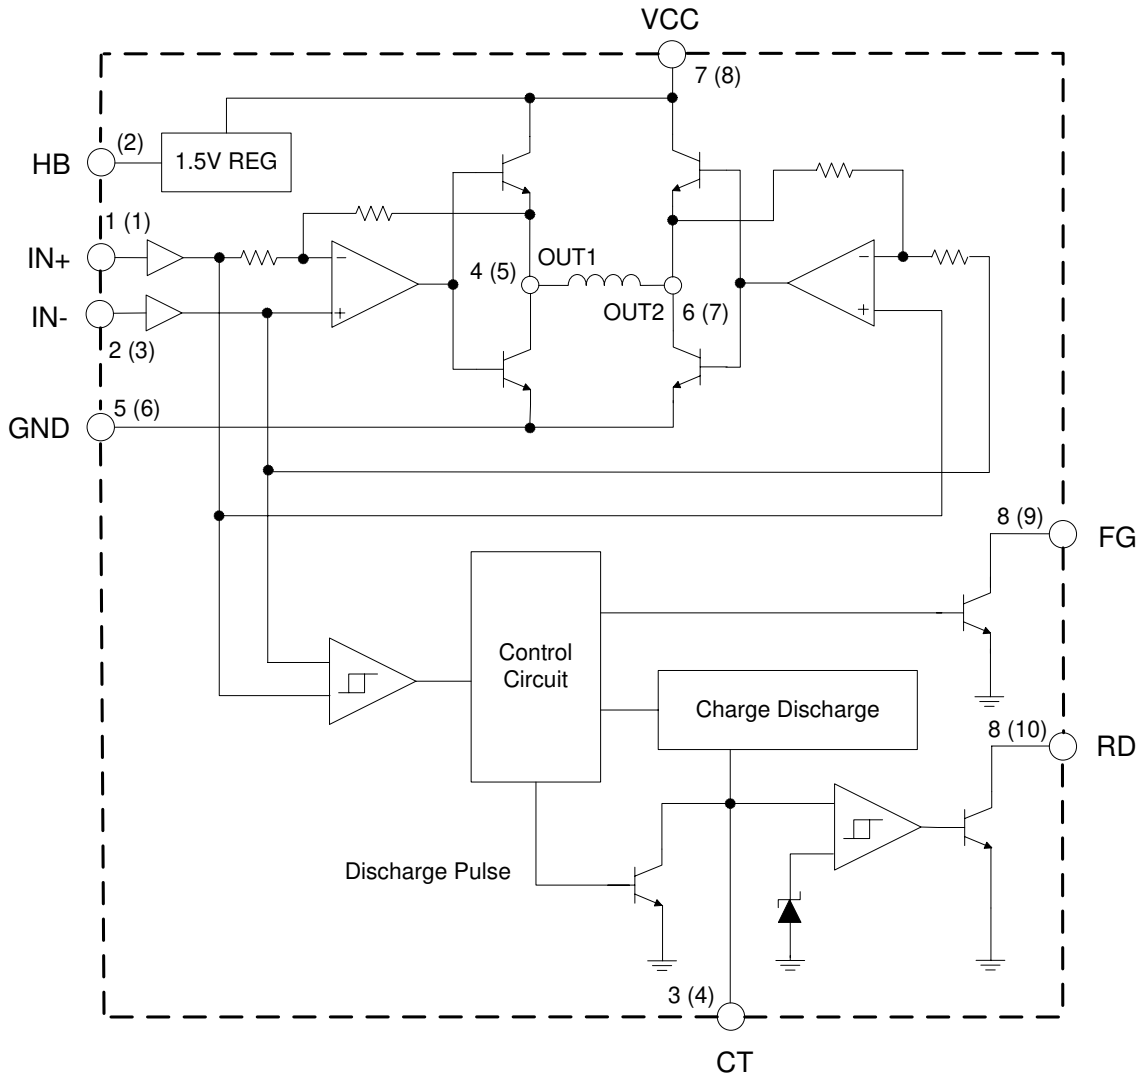 VCC
7 (8)
HB
(2)
1.5V REG
1 (1)
IN+
−
+
4 (5)
OUT1
OUT2
6 (7)
−
+
IN-
2 (3)
GND
5 (6)
8 (9)
FG
Control
Circuit
Charge Discharge
8 (10)
RD
Discharge Pulse
3 (4)
CT